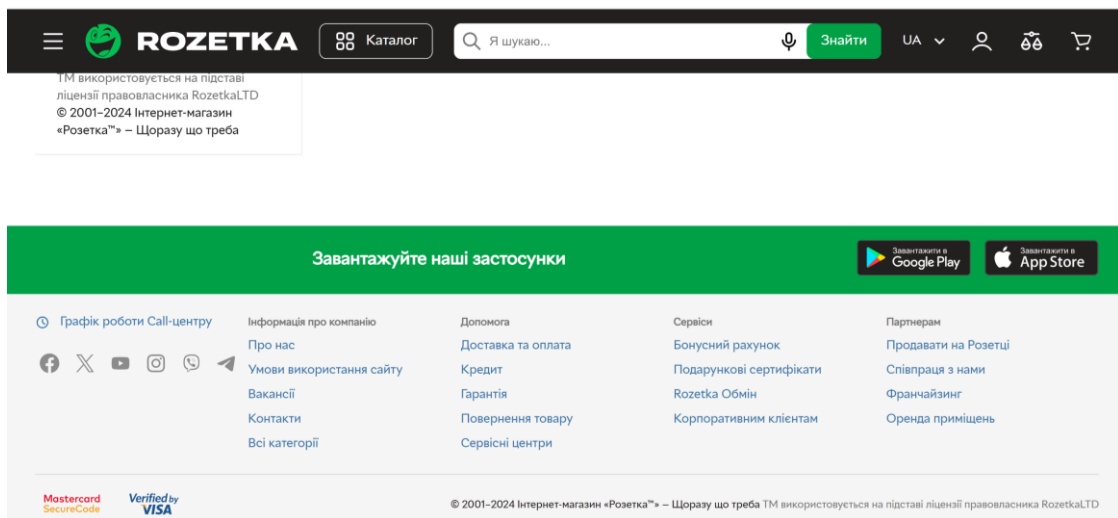 ROZETKA Каталог Я шукаю... Знайти UA
ТМ використовується на підставі
ліцензії правовласника RozetkaLTD
© 2001–2024 Інтернет-магазин
«Розетка™» – Щоразу що треба
Завантажуйте наші застосунки
Завантажити в
Google Play
Завантажити в
App Store
Графік роботи Call-центру
Інформація про компанію
Про нас
Умови використання сайту
Вакансії
Контакти
Всі категорії
Допомога
Доставка та оплата
Кредит
Гарантія
Повернення товару
Сервісні центри
Сервіси
Бонусний рахунок
Подарункові сертифікати
Rozetka Обмін
Корпоративним клієнтам
Партнерам
Продавати на Розетці
Співпраця з нами
Франчайзинг
Оренда приміщень
Mastercard
SecureCode
Verified by
VISA
© 2001–2024 Інтернет-магазин «Розетка™» – Щоразу що треба ТМ використовується на підставі ліцензії правовласника RozetkaLTD